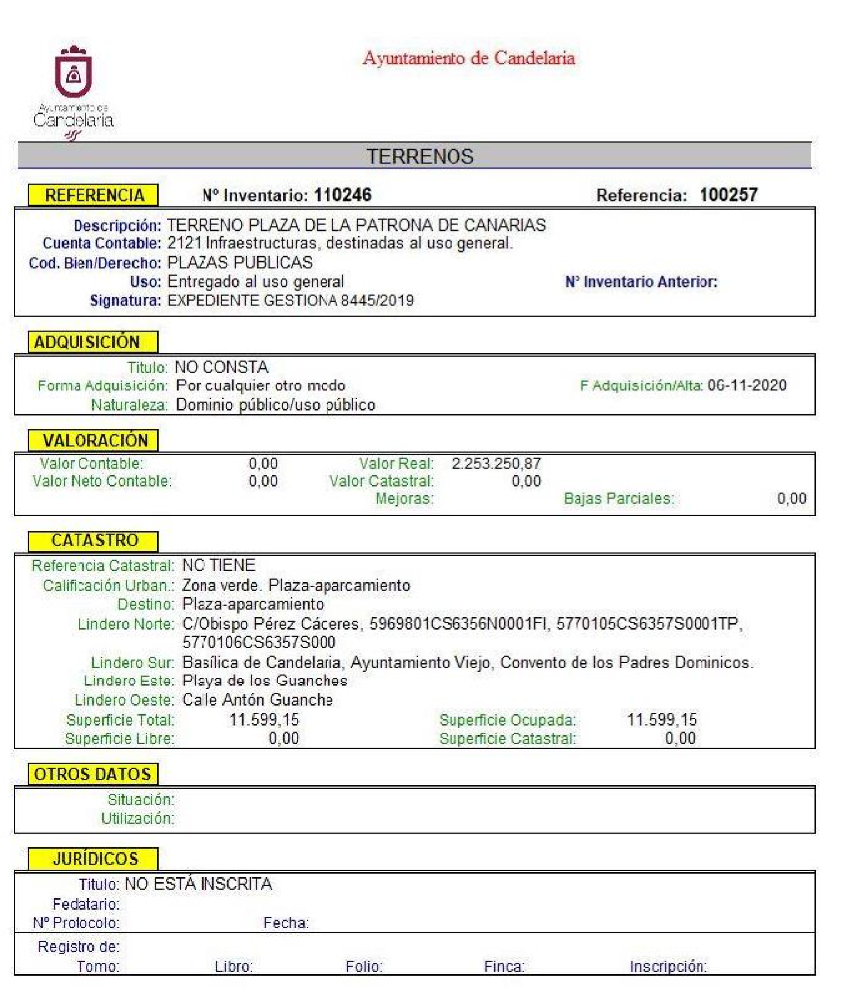 Ayuntamiento de Candelaria
Ayuntamiento de
Candelaria
TERRENOS
REFERENCIA Nº Inventario: 110246 Referencia: 100257
Descripción: TERRENO PLAZA DE LA PATRONA DE CANARIAS
Cuenta Contable: 2121 Infraestructuras, destinadas al uso general.
Cod. Bien/Derecho: PLAZAS PUBLICAS
Uso: Entregado al uso general Nº Inventario Anterior:
Signatura: EXPEDIENTE GESTIONA 8445/2019
ADQUISICIÓN
Titulo: NO CONSTA
Forma Adquisición: Por cualquier otro modo F Adquisición/Alta: 06-11-2020
Naturaleza: Dominio público/uso público
VALORACIÓN
Valor Contable: 0,00 Valor Real: 2.253.250,87
Valor Neto Contable: 0,00 Valor Catastral: 0,00
Mejoras: Bajas Parciales: 0,00
CATASTRO
Referencia Catastral: NO TIENE
Calificación Urban.: Zona verde. Plaza-aparcamiento
Destino: Plaza-aparcamiento
Lindero Norte: C/Obispo Pérez Cáceres, 5969801CS6356N0001FI, 5770105CS6357S0001TP,
5770106CS6357S000
Lindero Sur: Basílica de Candelaria, Ayuntamiento Viejo, Convento de los Padres Dominicos.
Lindero Este: Playa de los Guanches
Lindero Oeste: Calle Antón Guanche
Superficie Total: 11.599,15 Superficie Ocupada: 11.599,15
Superficie Libre: 0,00 Superficie Catastral: 0,00
OTROS DATOS
Situación:
Utilización:
JURÍDICOS
Titulo: NO ESTÁ INSCRITA
Fedatario:
Nº Protocolo: Fecha:
Registro de:
Tomo: Libro: Folio: Finca: Inscripción: